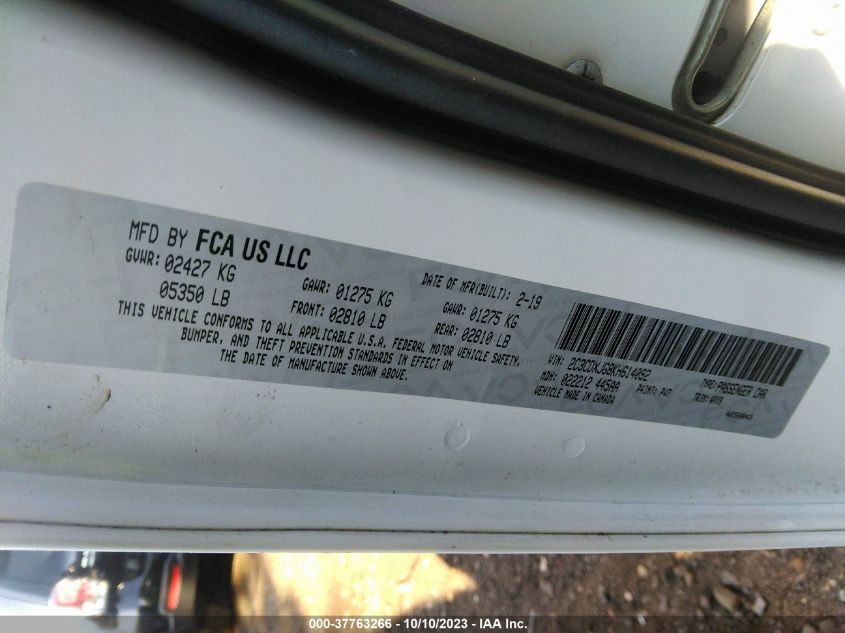 MFD BY FCA US LLC
DATE OF MFR(BUILT): 2-19
GVWR: 02427 KG
GAWR: 01275 KG
GAWR: 01275 KG
05350 LB
FRONT: 02810 LB
REAR: 02810 LB
THIS VEHICLE CONFORMS TO ALL APPLICABLE U.S.A. FEDERAL MOTOR VEHICLE SAFETY,
BUMPER, AND THEFT PREVENTION STANDARDS IN EFFECT ON
THE DATE OF MANUFACTURE SHOWN ABOVE.
VIN: 2C3CDXJG8KH614092
TYPE: PASSENGER CAR
MDH: 022212 445AA
PAINT: PW7
VEHICLE MADE IN CANADA
000-37763266 - 10/10/2023 - IAA Inc.